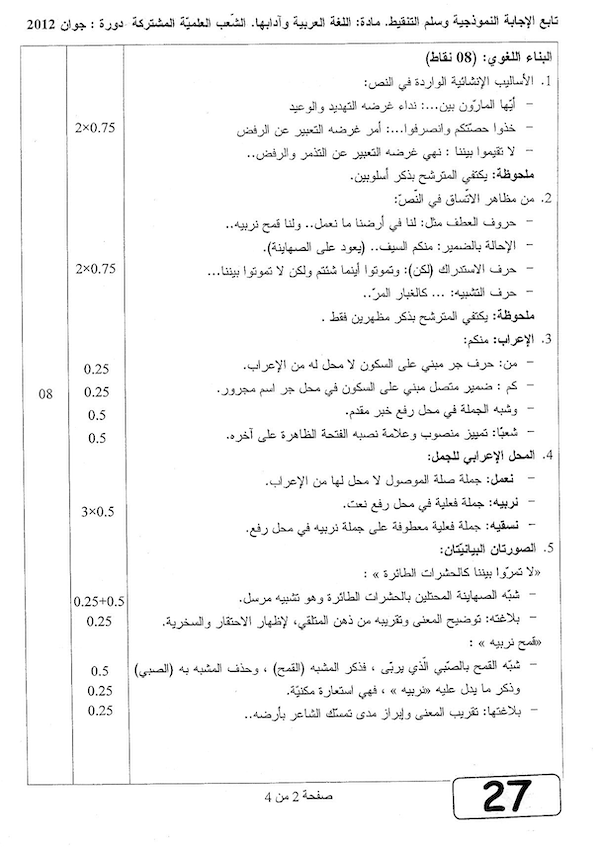 تابع الإجابة النموذجية وسلم التنقيط. مادة: اللغة العربية وآدابها. الشّعب العلميّة المشتركة دورة : جوان 2012
البناء اللغوي: (08 نقاط)
1. الأساليب الإنشائية الواردة في النص:
- أيّها المارّون بين...: نداء غرضه التهديد والوعيد
- خذوا حصّتكم وانصرفوا...: أمر غرضه التعبير عن الرفض 2×0.75
- لا تقيموا بيننا : نهي غرضه التعبير عن التذمر والرفض..
ملحوظة: يكتفي المترشح بذكر أسلوبين.
2. من مظاهر الاتّساق في النّصّ:
- حروف العطف مثل: لنا في أرضنا ما نعمل.. ولنا قمح نربيه..
- الإحالة بالضمير: منكم السيف.. (يعود على الصهاينة).
- حرف الاستدراك (لكن): وتموتوا أينما شئتم ولكن لا تموتوا بيننا... 2×0.75
- حرف التشبيه: ... كالغبار المرّ..
ملحوظة: يكتفي المترشح بذكر مظهرين فقط .
3. الإعراب: منكم:
- من: حرف جر مبني على السكون لا محل له من الإعراب. 0.25
- كم : ضمير متصل مبني على السكون في محل جر اسم مجرور. 0.25 08
- وشبه الجملة في محل رفع خبر مقدم. 0.5
- شعبًا: تمييز منصوب وعلامة نصبه الفتحة الظاهرة على آخره. 0.5
4. المحل الإعرابي للجمل:
- نعمل: جملة صلة الموصول لا محل لها من الإعراب.
- نربيه: جملة فعلية في محل رفع نعت. 3×0.5
- نسقيه: جملة فعلية معطوفة على جملة نربيه في محل رفع.
5. الصورتان البيانيّتان:
«لا تمرّوا بيننا كالحشرات الطائرة » :
- شبّه الصهاينة المحتلين بالحشرات الطائرة وهو تشبيه مرسل. 0.25+0.5
- بلاغته: توضيح المعنى وتقريبه من ذهن المتلقي، لإظهار الاحتقار والسخرية. 0.25
«قمح نربيه » :
- شبّه القمح بالصّبي الّذي يربّى ، فذكر المشبه (القمح) ، وحذف المشبه به (الصبي) 0.5
وذكر ما يدل عليه «نربيه » ، فهي استعارة مكنيّة. 0.25
- بلاغتها: تقريب المعنى وإبراز مدى تمسّك الشاعر بأرضه.. 0.25
صفحة 2 من 4
27